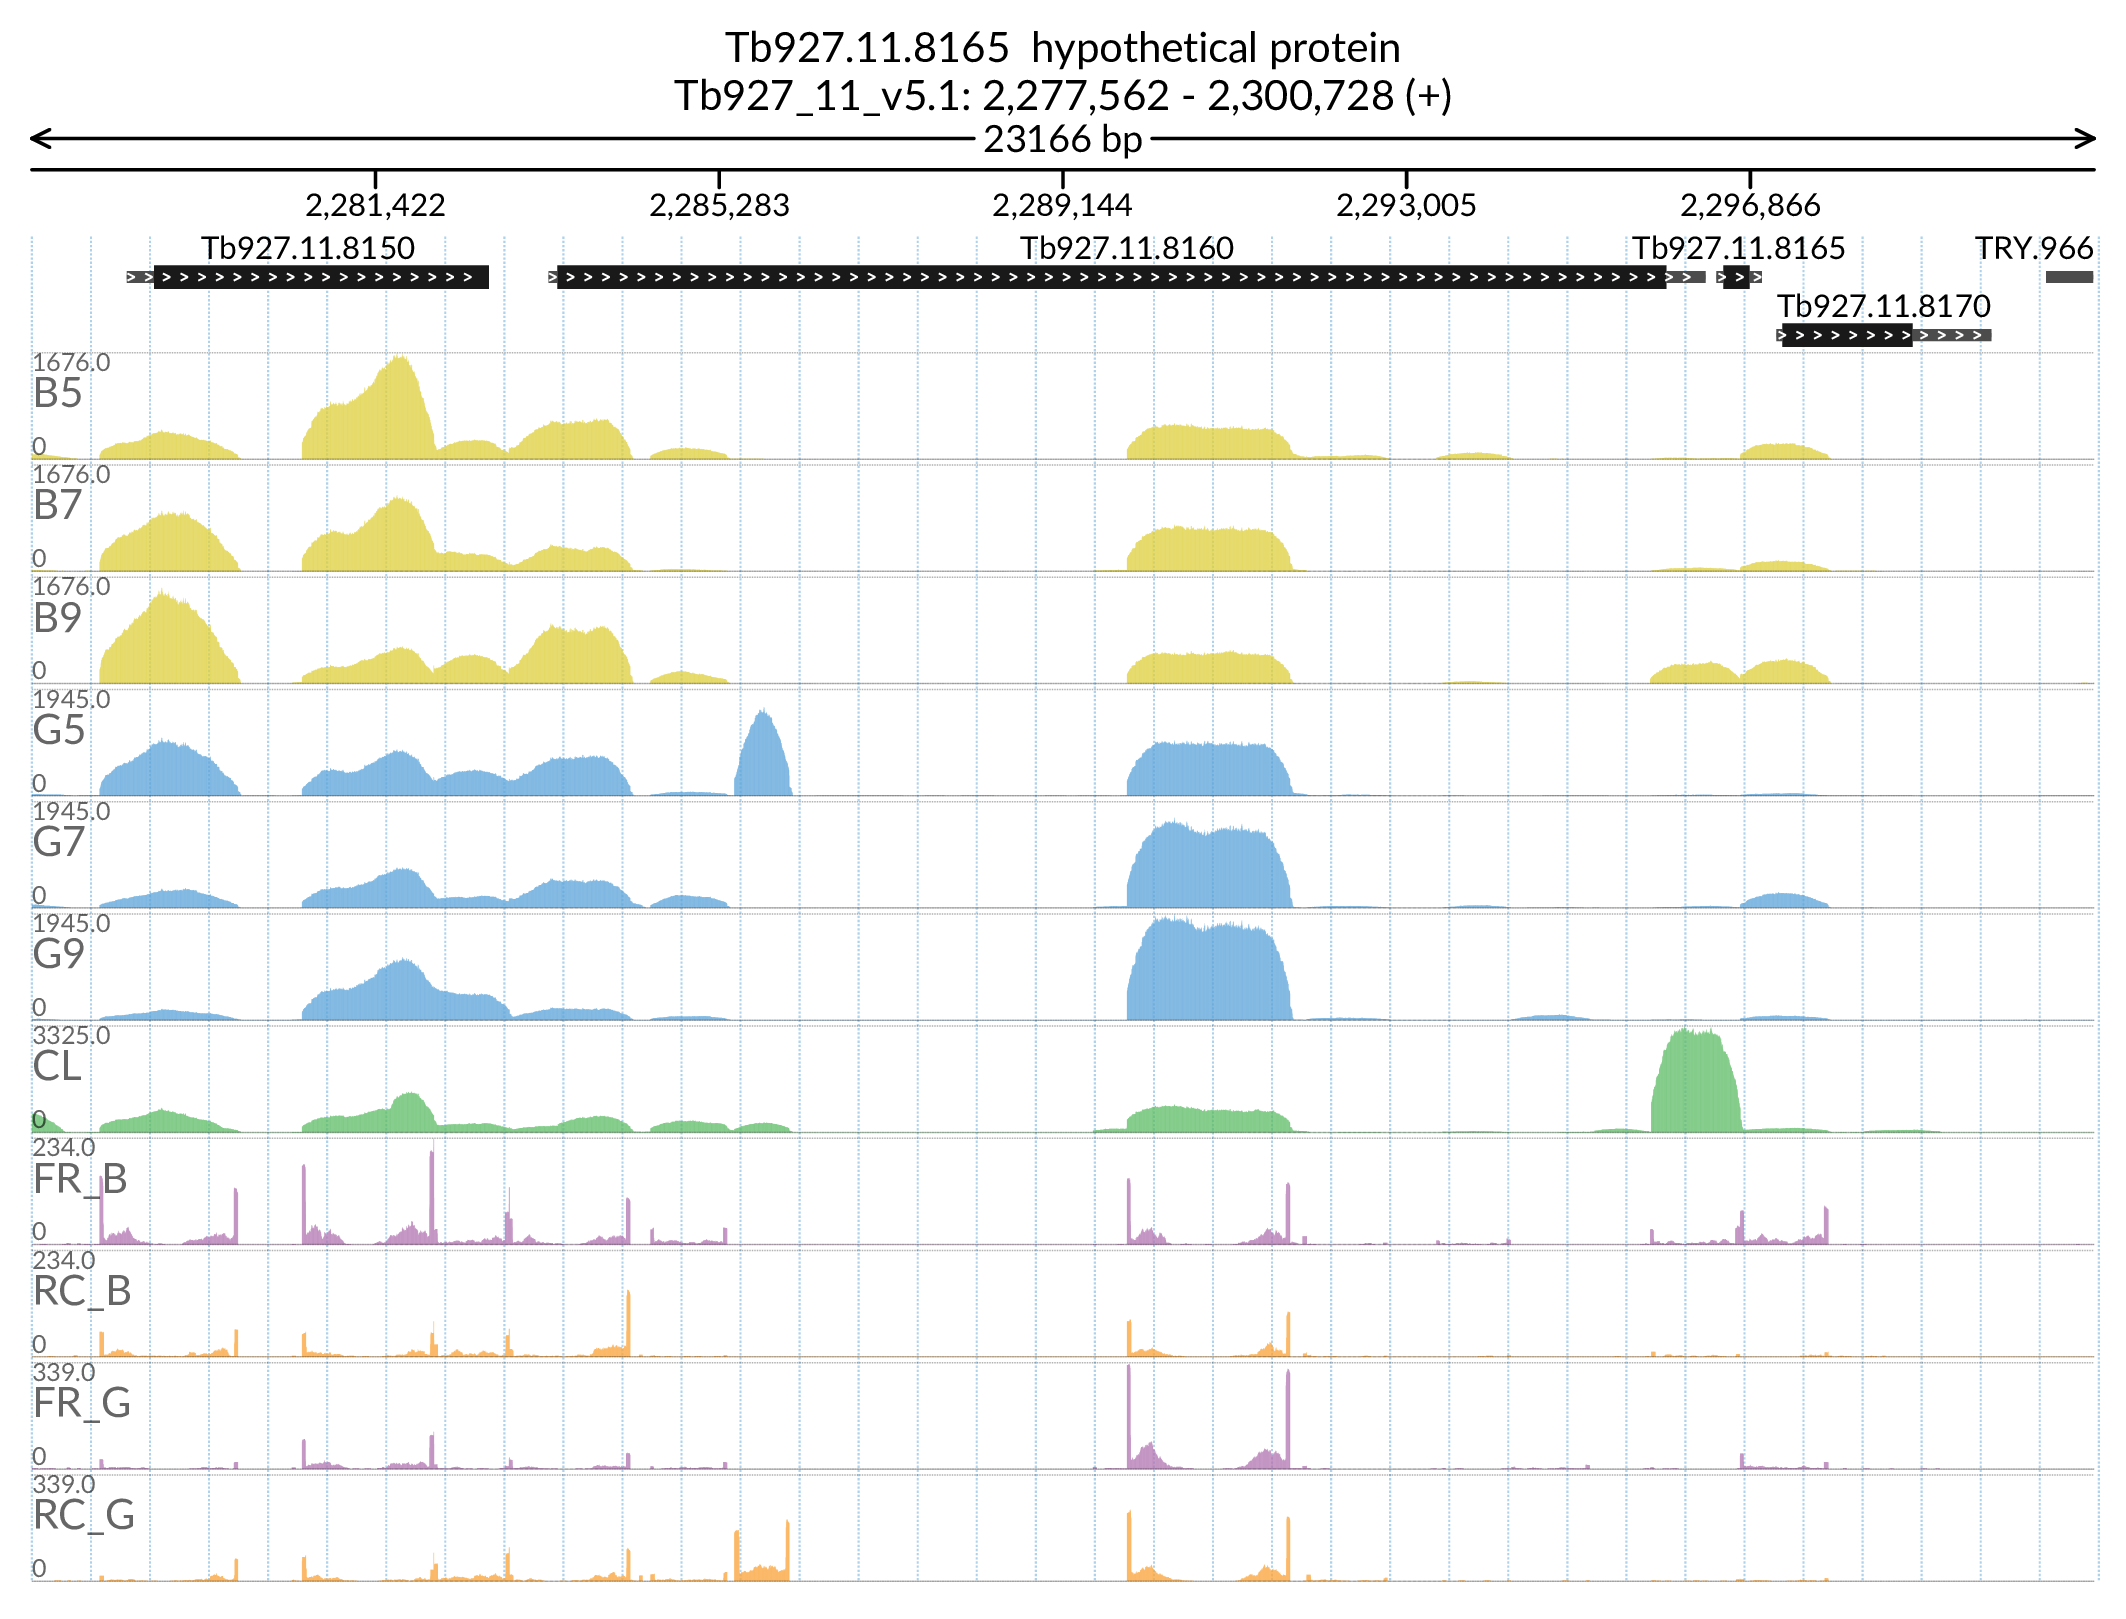 Tb927.11.8165 hypothetical protein
Tb927_11_v5.1: 2,277,562 - 2,300,728 (+)
23166 bp
2,281,422 2,285,283 2,289,144 2,293,005 2,296,866
Tb927.11.8150 Tb927.11.8160 Tb927.11.8165 TRY.966
Tb927.11.8170
1676.0
B5
0
1676.0
B7
0
1676.0
B9
0
1945.0
G5
0
1945.0
G7
0
1945.0
G9
0
3325.0
CL
0
234.0
FR_B
0
234.0
RC_B
0
339.0
FR_G
0
339.0
RC_G
0